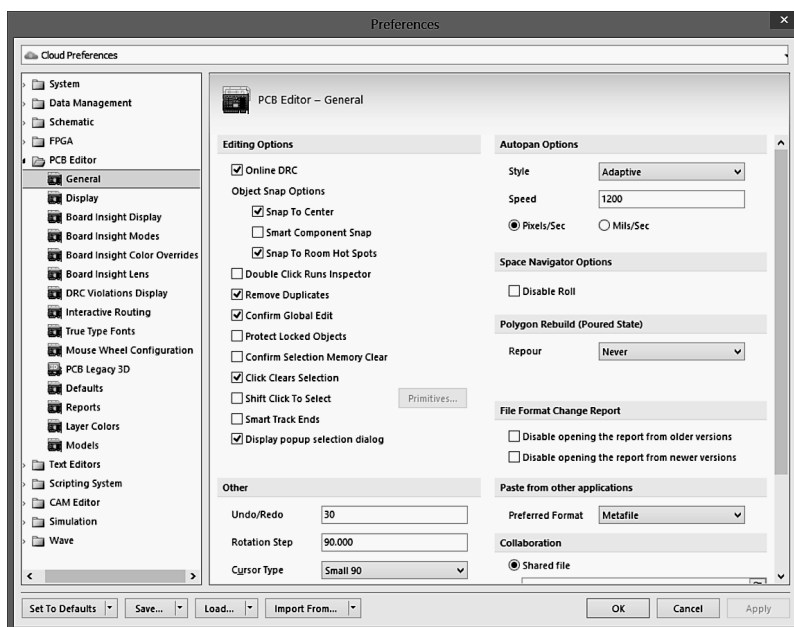 Preferences
Cloud Preferences
System
Data Management
Schematic
FPGA
PCB Editor
General
Display
Board Insight Display
Board Insight Modes
Board Insight Color Overrides
Board Insight Lens
DRC Violations Display
Interactive Routing
True Type Fonts
Mouse Wheel Configuration
PCB Legacy 3D
Defaults
Reports
Layer Colors
Models
Text Editors
Scripting System
CAM Editor
Simulation
Wave
PCB Editor – General
Editing Options
Online DRC
Object Snap Options
Snap To Center
Smart Component Snap
Snap To Room Hot Spots
Double Click Runs Inspector
Remove Duplicates
Confirm Global Edit
Protect Locked Objects
Confirm Selection Memory Clear
Click Clears Selection
Shift Click To Select Primitives...
Smart Track Ends
Display popup selection dialog
Other
Undo/Redo 30
Rotation Step 90.000
Cursor Type Small 90
Autopan Options
Style Adaptive
Speed 1200
Pixels/Sec Mils/Sec
Space Navigator Options
Disable Roll
Polygon Rebuild (Poured State)
Repour Never
File Format Change Report
Disable opening the report from older versions
Disable opening the report from newer versions
Paste from other applications
Preferred Format Metafile
Collaboration
Shared file
Set To Defaults Save... Load... Import From... OK Cancel Apply